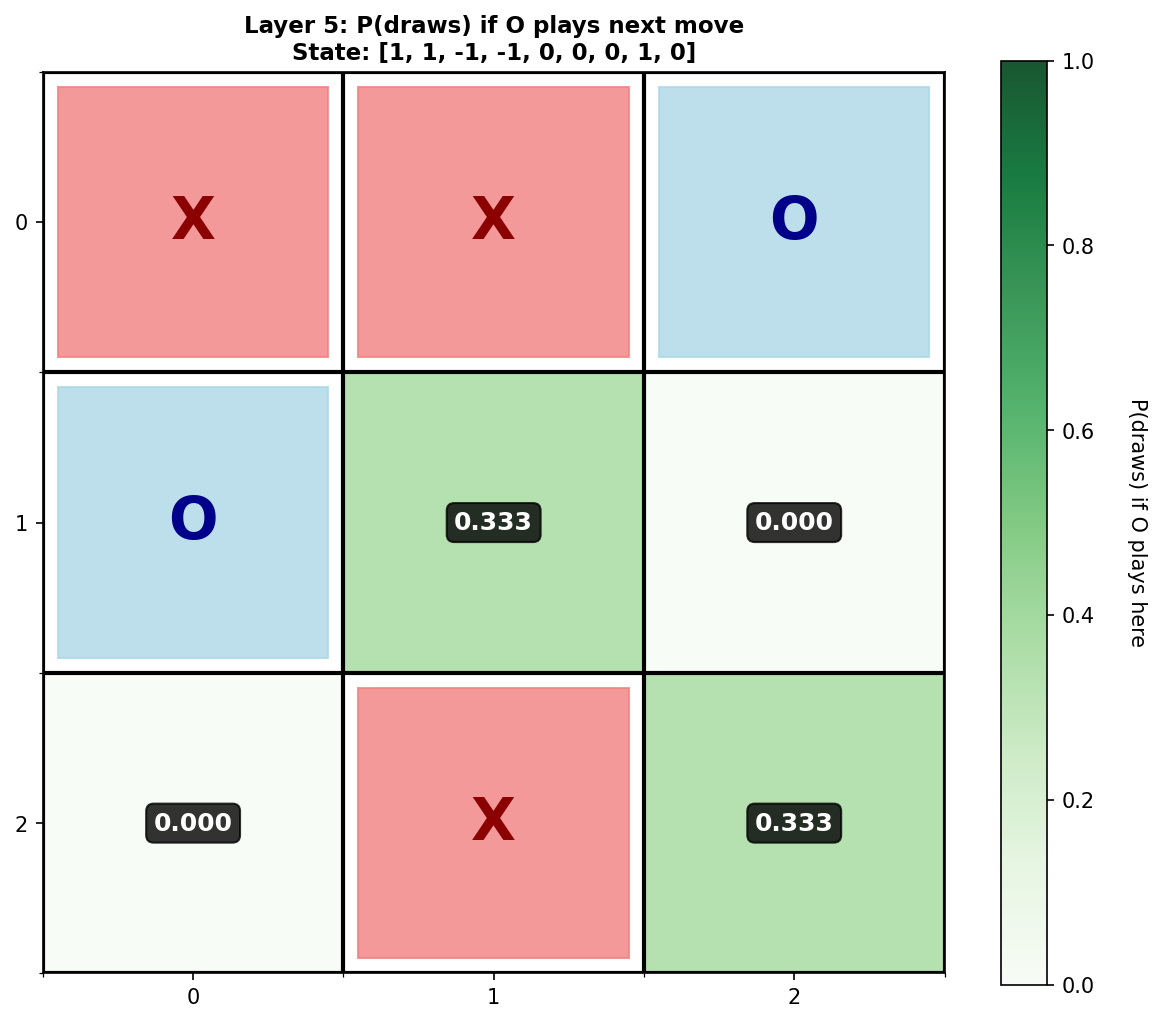 Layer 5: P(draws) if O plays next move
State: [1, 1, -1, -1, 0, 0, 0, 1, 0]
0
X
X
O
1
O
0.333
0.000
2
0.000
X
0.333
0
1
2
1.0
0.8
0.6
0.4
0.2
0.0
P(draws) if O plays here